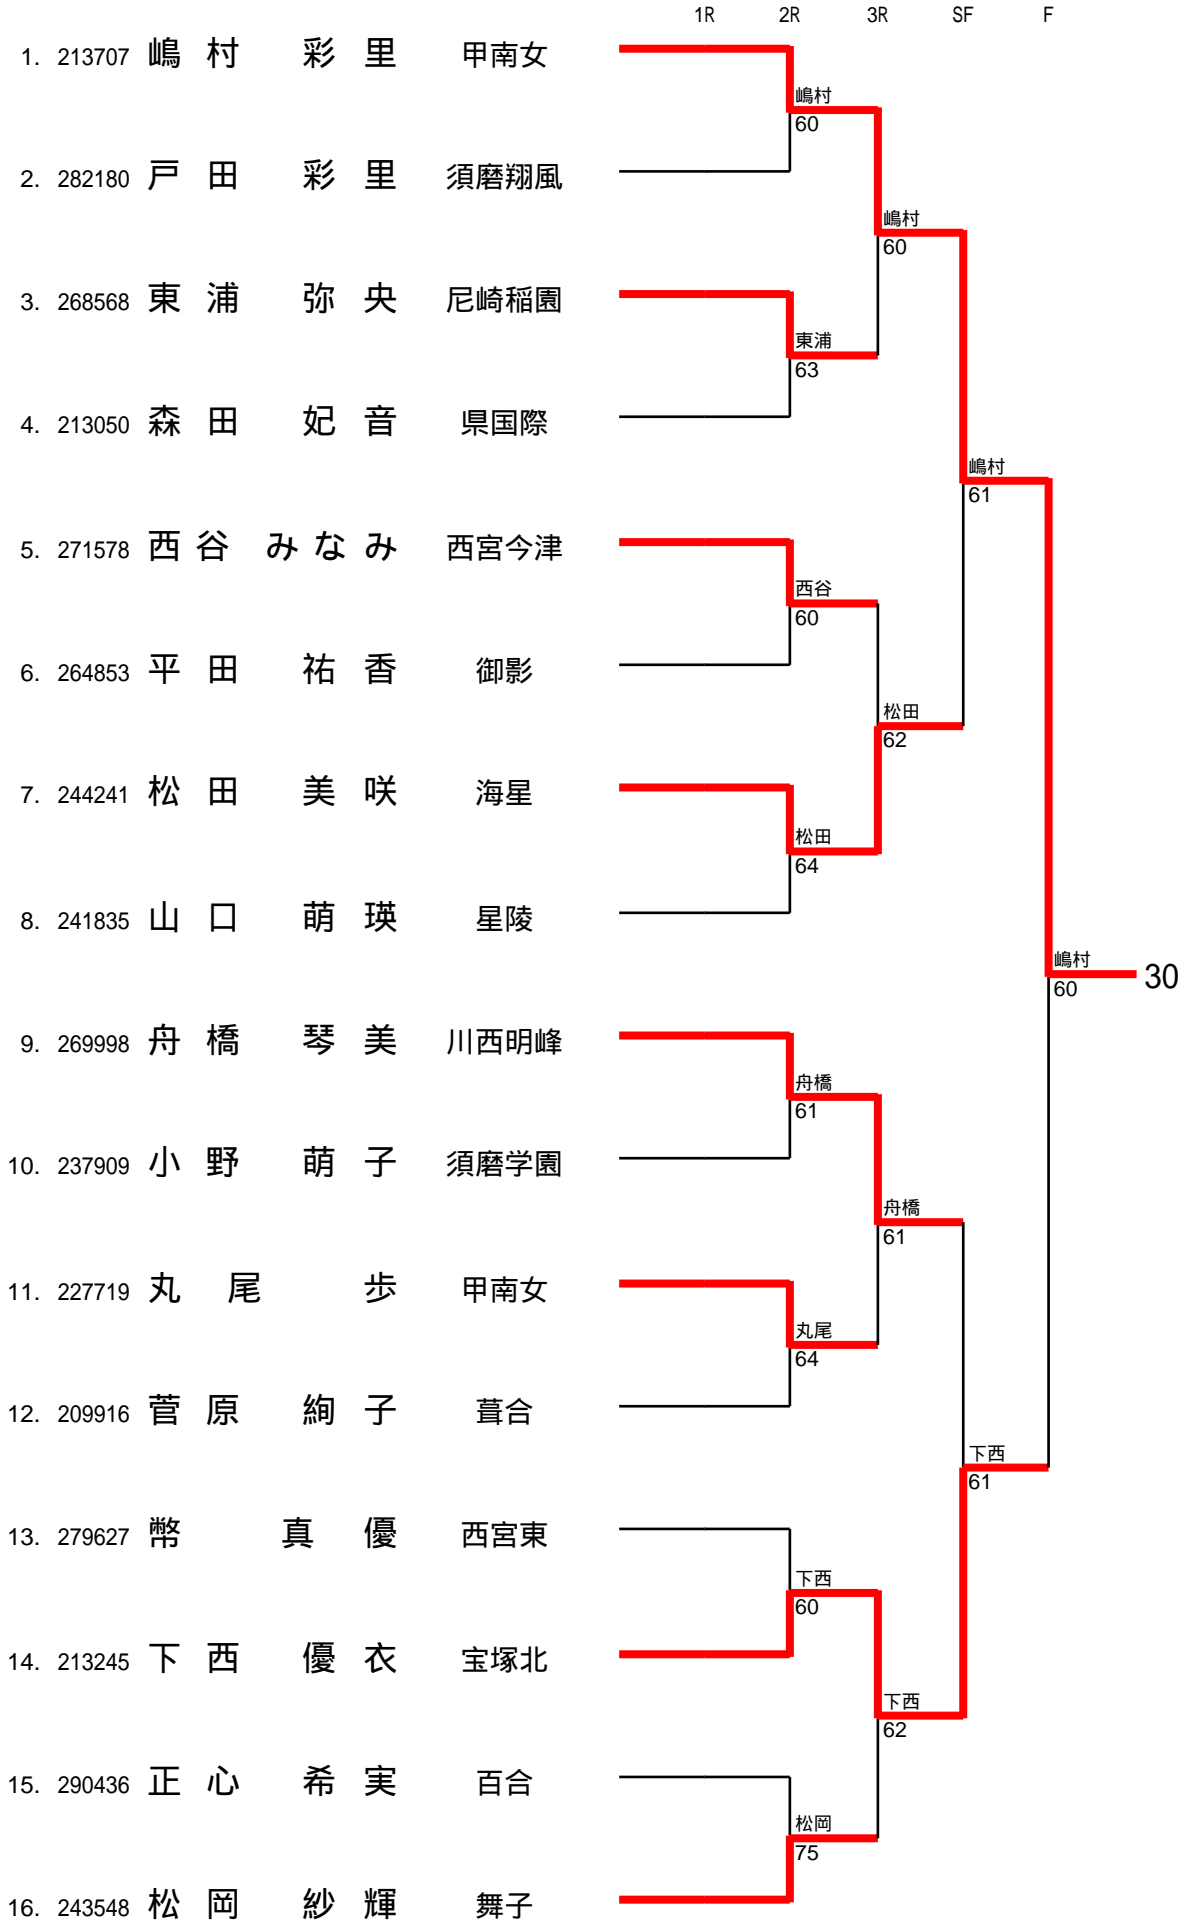 1R 2R 3R SF F
1. 213707 嶋村 彩里 甲南女
嶋村
60
2. 282180 戸田 彩里 須磨翔風
嶋村
60
3. 268568 東浦 弥央 尼崎稲園
東浦
63
4. 213050 森田 妃音 県国際
嶋村
61
5. 271578 西谷 みなみ 西宮今津
西谷
60
6. 264853 平田 祐香 御影
松田
62
7. 244241 松田 美咲 海星
松田
64
8. 241835 山口 萌瑛 星陵
嶋村
60
30
9. 269998 舟橋 琴美 川西明峰
舟橋
61
10. 237909 小野 萌子 須磨学園
舟橋
61
11. 227719 丸尾 歩 甲南女
丸尾
64
12. 209916 菅原 絢子 葺合
下西
61
13. 279627 幣 真優 西宮東
下西
60
14. 213245 下西 優衣 宝塚北
下西
62
15. 290436 正心 希実 百合
松岡
75
16. 243548 松岡 紗輝 舞子